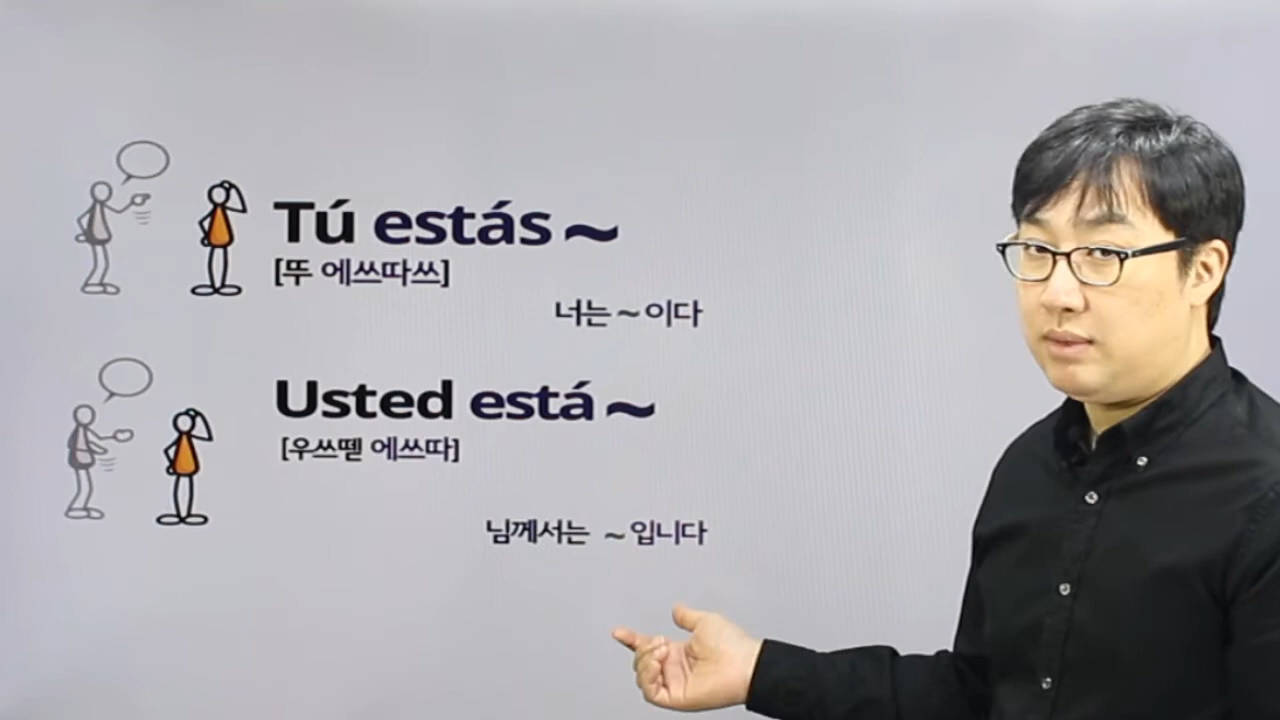 Tú estás ~
[뚜 에쓰따쓰]
너는 ~ 이다
Usted está ~
[우쓰뗃 에쓰따]
님께서는 ~ 입니다